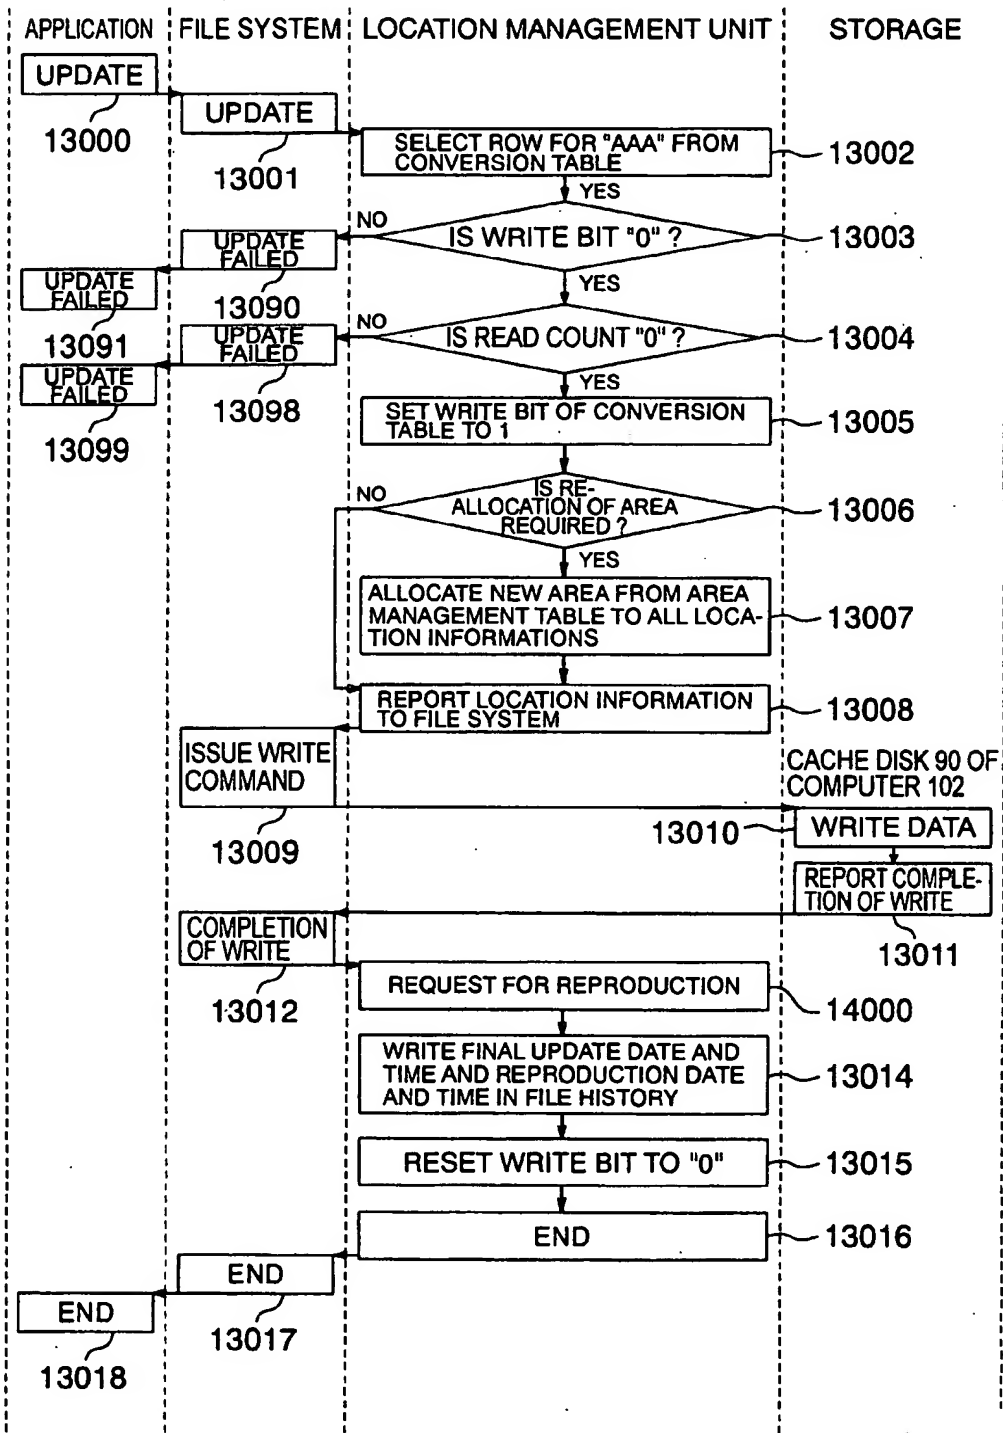 APPLICATION
FILE SYSTEM
LOCATION MANAGEMENT UNIT
STORAGE
UPDATE
13000
UPDATE
13001
SELECT ROW FOR "AAA" FROM
CONVERSION TABLE
13002
YES
NO
IS WRITE BIT "0" ?
13003
UPDATE
FAILED
13090
UPDATE
FAILED
13091
YES
NO
IS READ COUNT "0" ?
13004
UPDATE
FAILED
13098
UPDATE
FAILED
13099
YES
SET WRITE BIT OF CONVERSION
TABLE TO 1
13005
NO
IS RE-
ALLOCATION OF AREA
REQUIRED ?
13006
YES
ALLOCATE NEW AREA FROM AREA
MANAGEMENT TABLE TO ALL LOCA-
TION INFORMATIONS
13007
REPORT LOCATION INFORMATION
TO FILE SYSTEM
13008
ISSUE WRITE
COMMAND
13009
CACHE DISK 90 OF
COMPUTER 102
13010
WRITE DATA
REPORT COMPLE-
TION OF WRITE
13011
COMPLETION
OF WRITE
13012
REQUEST FOR REPRODUCTION
14000
WRITE FINAL UPDATE DATE AND
TIME AND REPRODUCTION DATE
AND TIME IN FILE HISTORY
13014
RESET WRITE BIT TO "0"
13015
END
13016
END
13017
END
13018